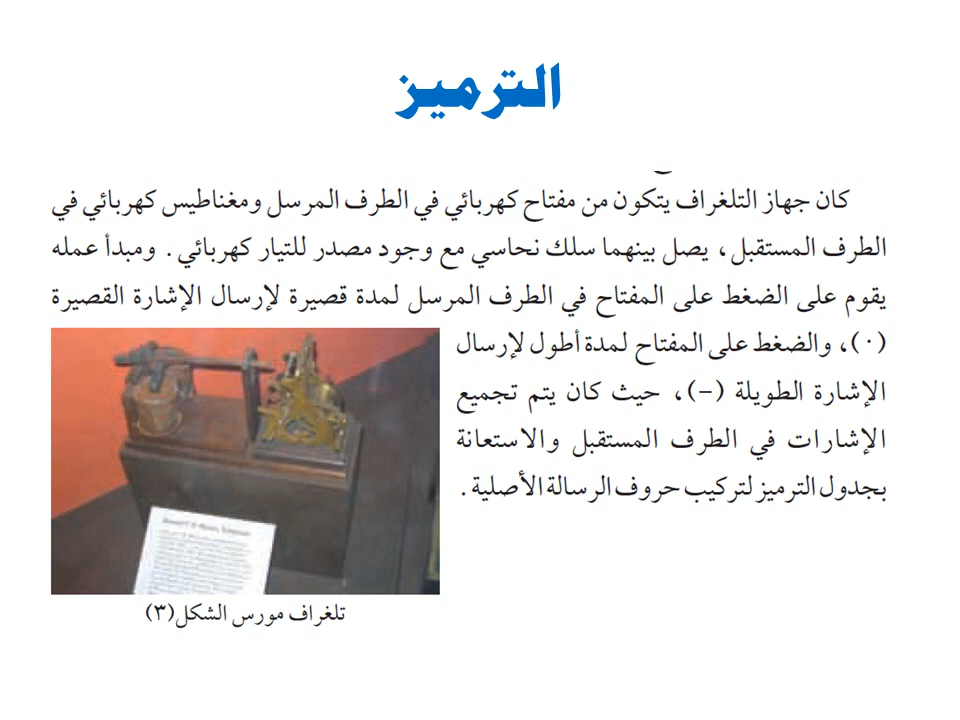 الترميز
كان جهاز التلغراف يتكون من مفتاح كهربائي في الطرف المرسل ومغناطيس كهربائي في
الطرف المستقبل، يصل بينهما سلك نحاسي مع وجود مصدر للتيار كهربائي. ومبدأ عمله
يقوم على الضغط على المفتاح في الطرف المرسل لمدة قصيرة لإرسال الإشارة القصيرة
(٠)، والضغط على المفتاح لمدة أطول لإرسال
الإشارة الطويلة (-)، حيث كان يتم تجميع
الإشارات في الطرف المستقبل والاستعانة
بجدول الترميز لتركيب حروف الرسالة الأصلية.
تلغراف مورس الشكل(٣)